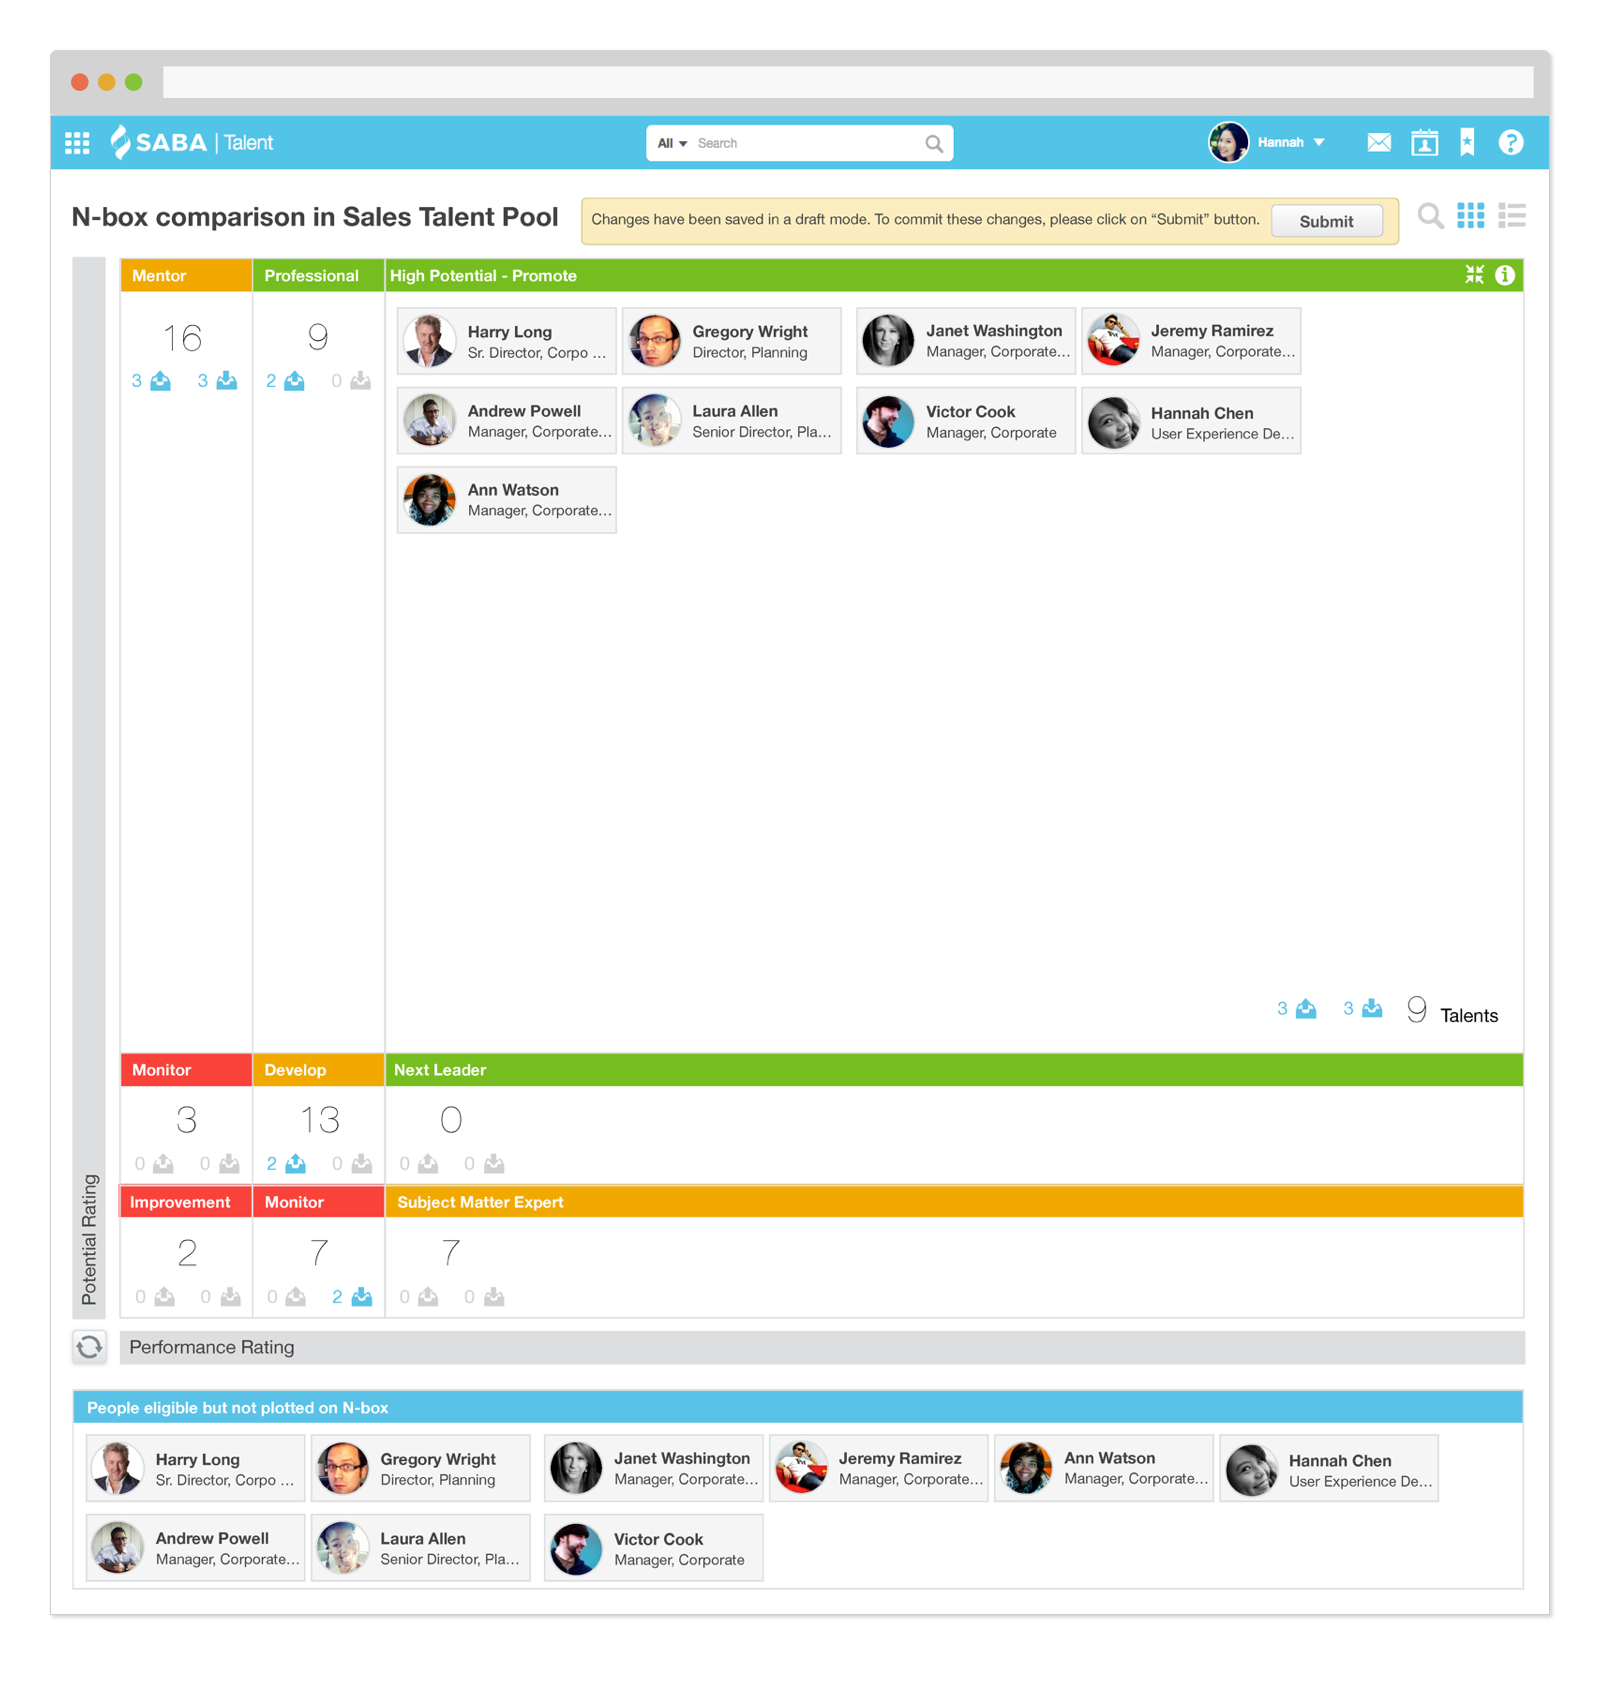 SABA | Talent
All Search
Hannah
N-box comparison in Sales Talent Pool
Changes have been saved in a draft mode. To commit these changes, please click on “Submit” button.
Submit
Mentor
Professional
High Potential - Promote
16
3 3
9
2 0
Harry Long
Sr. Director, Corpo ...
Gregory Wright
Director, Planning
Janet Washington
Manager, Corporate...
Jeremy Ramirez
Manager, Corporate...
Andrew Powell
Manager, Corporate...
Laura Allen
Senior Director, Pla...
Victor Cook
Manager, Corporate
Hannah Chen
User Experience De...
Ann Watson
Manager, Corporate...
3 3 9 Talents
Monitor
Develop
Next Leader
3
0 0
13
2 0
0
0 0
Improvement
Monitor
Subject Matter Expert
2
0 0
7
0 2
7
0 0
Potential Rating
Performance Rating
People eligible but not plotted on N-box
Harry Long
Sr. Director, Corpo ...
Gregory Wright
Director, Planning
Janet Washington
Manager, Corporate...
Jeremy Ramirez
Manager, Corporate...
Ann Watson
Manager, Corporate...
Hannah Chen
User Experience De...
Andrew Powell
Manager, Corporate...
Laura Allen
Senior Director, Pla...
Victor Cook
Manager, Corporate